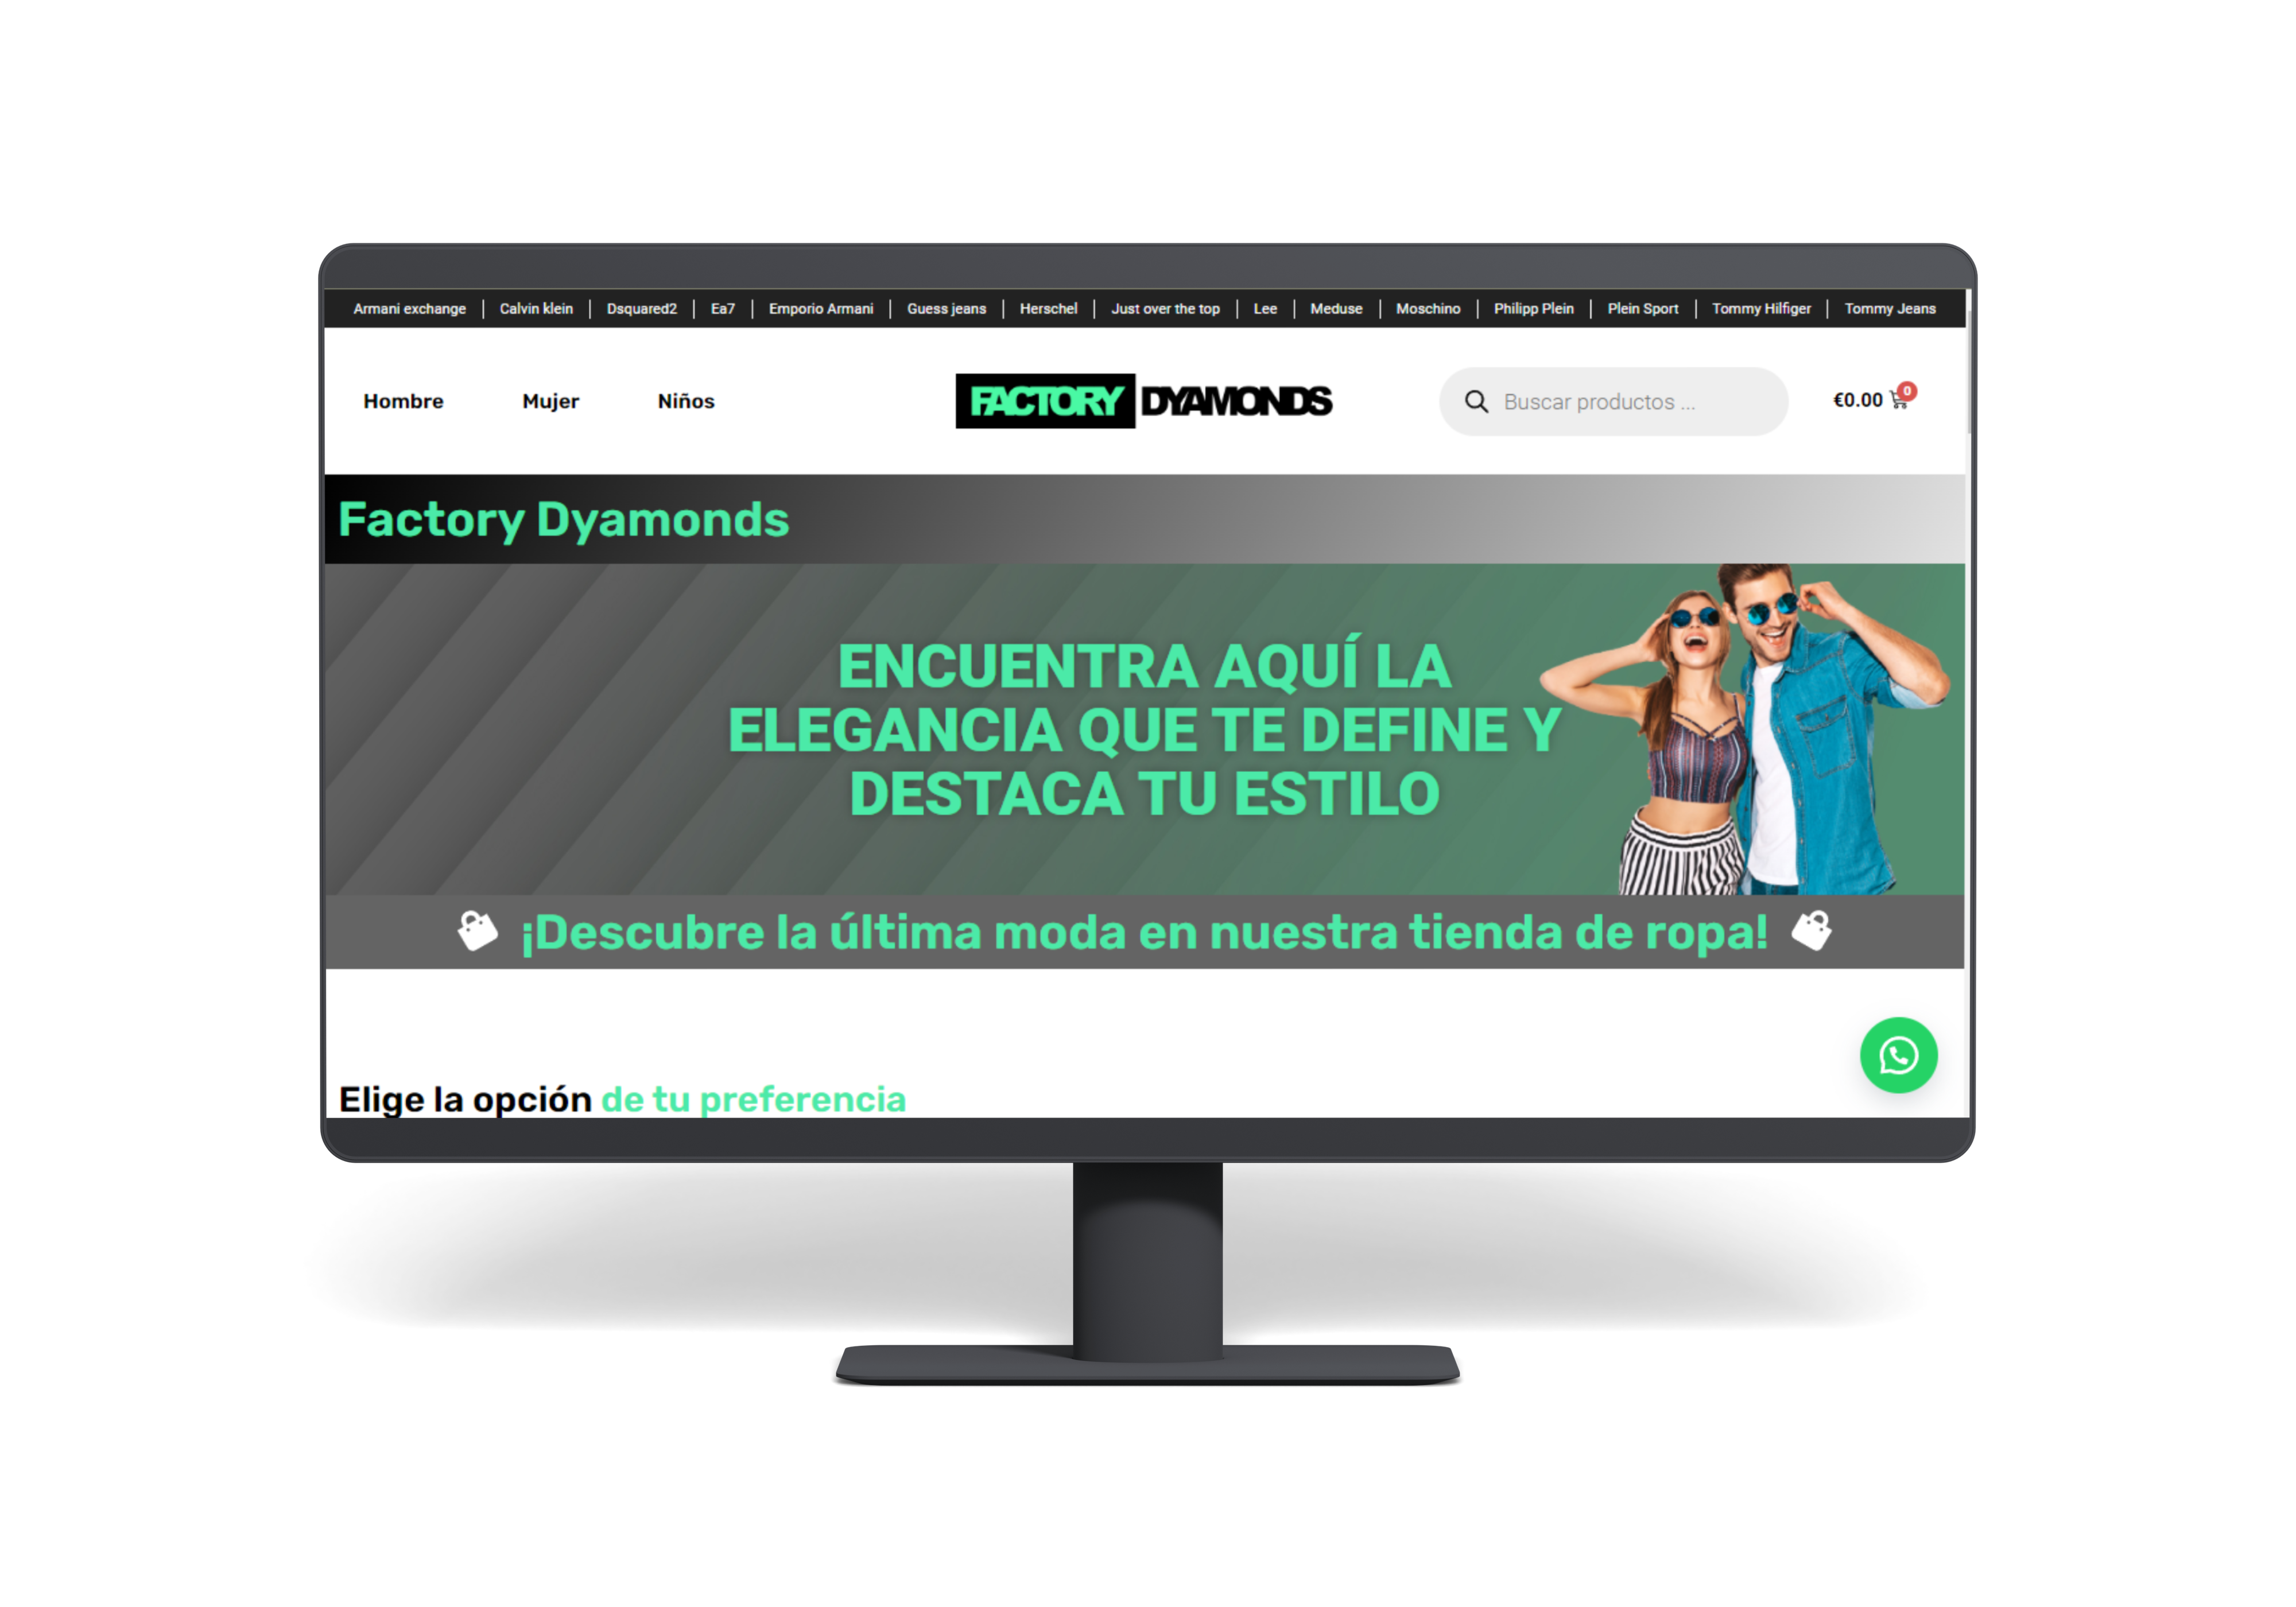 Armani exchange | Calvin klein | Dsquared2 | Ea7 | Emporio Armani | Guess jeans | Herschel | Just over the top | Lee | Meduse | Moschino | Philipp Plein | Plein Sport | Tommy Hilfiger | Tommy Jeans
Hombre Mujer Niños FACTORY DYAMONDS Buscar productos ... €0.00 0
Factory Dyamonds
ENCUENTRA AQUÍ LA
ELEGANCIA QUE TE DEFINE Y
DESTACA TU ESTILO
¡Descubre la última moda en nuestra tienda de ropa!
Elige la opción de tu preferencia